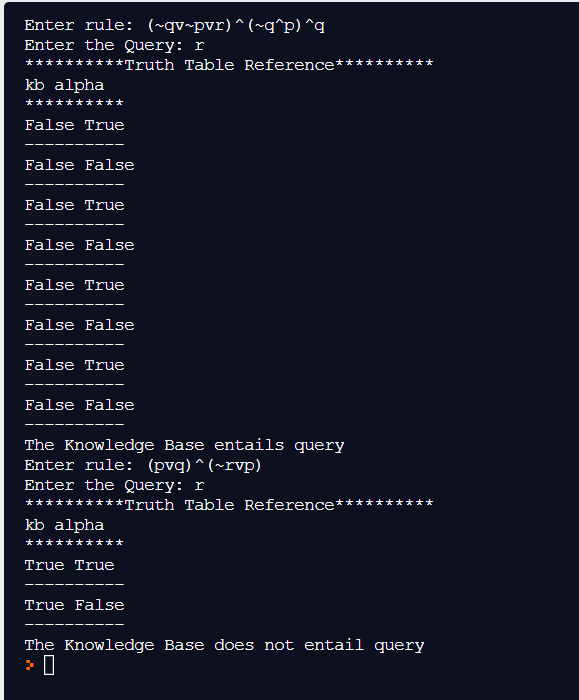 Enter rule: (~qv~pvr)^(~q^p)^q
Enter the Query: r
**********Truth Table Reference**********
kb alpha
**********
False True
----------
False False
----------
False True
----------
False False
----------
False True
----------
False False
----------
False True
----------
False False
----------
The Knowledge Base entails query
Enter rule: (pvq)^(~rvp)
Enter the Query: r
**********Truth Table Reference**********
kb alpha
**********
True True
----------
True False
----------
The Knowledge Base does not entail query
>